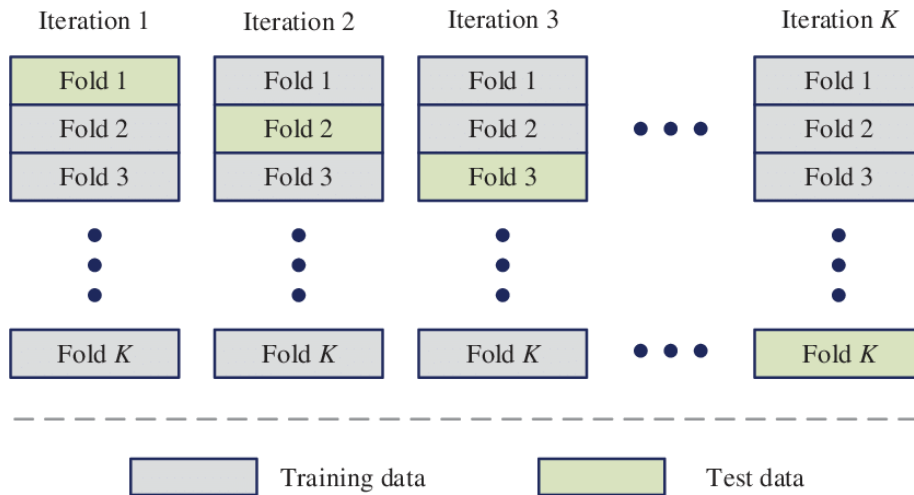 Iteration 1 Iteration 2 Iteration 3 Iteration K
Fold 1 Fold 1 Fold 1 Fold 1
Fold 2 Fold 2 Fold 2 Fold 2
Fold 3 Fold 3 Fold 3 Fold 3
Fold K Fold K Fold K Fold K
Training data Test data